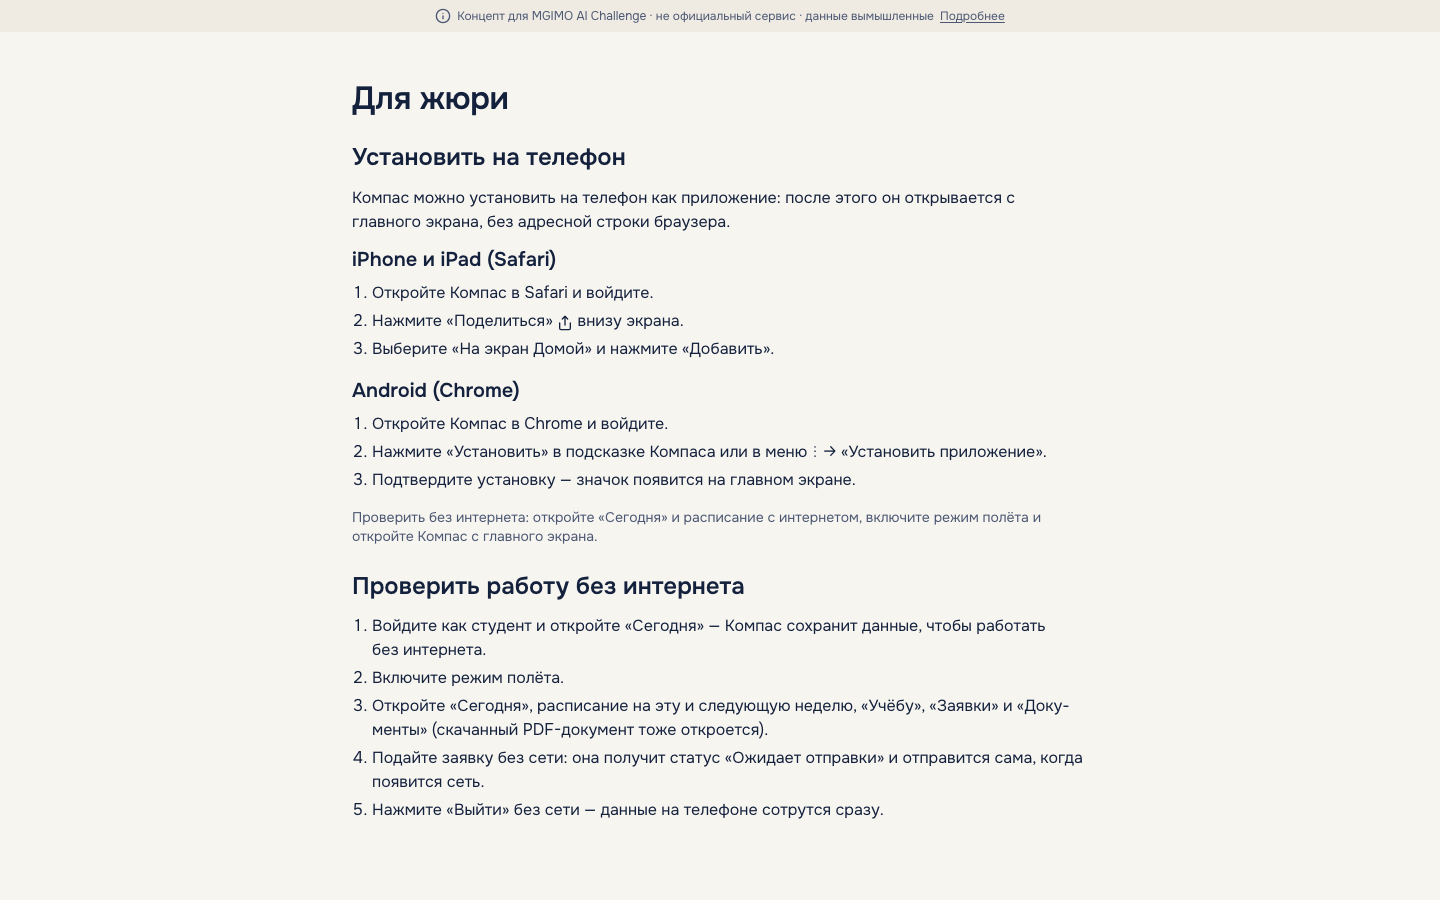 Концепт для MGIMO AI Challenge · не официальный сервис · данные вымышленные Подробнее
Для жюри
Установить на телефон
Компас можно установить на телефон как приложение: после этого он открывается с
главного экрана, без адресной строки браузера.
iPhone и iPad (Safari)
1. Откройте Компас в Safari и войдите.
2. Нажмите «Поделиться» внизу экрана.
3. Выберите «На экран Домой» и нажмите «Добавить».
Android (Chrome)
1. Откройте Компас в Chrome и войдите.
2. Нажмите «Установить» в подсказке Компаса или в меню ⋮ → «Установить приложение».
3. Подтвердите установку — значок появится на главном экране.
Проверить без интернета: откройте «Сегодня» и расписание с интернетом, включите режим полёта и
откройте Компас с главного экрана.
Проверить работу без интернета
1. Войдите как студент и откройте «Сегодня» — Компас сохранит данные, чтобы работать
без интернета.
2. Включите режим полёта.
3. Откройте «Сегодня», расписание на эту и следующую неделю, «Учёбу», «Заявки» и «Доку-
менты» (скачанный PDF-документ тоже откроется).
4. Подайте заявку без сети: она получит статус «Ожидает отправки» и отправится сама, когда
появится сеть.
5. Нажмите «Выйти» без сети — данные на телефоне сотрутся сразу.